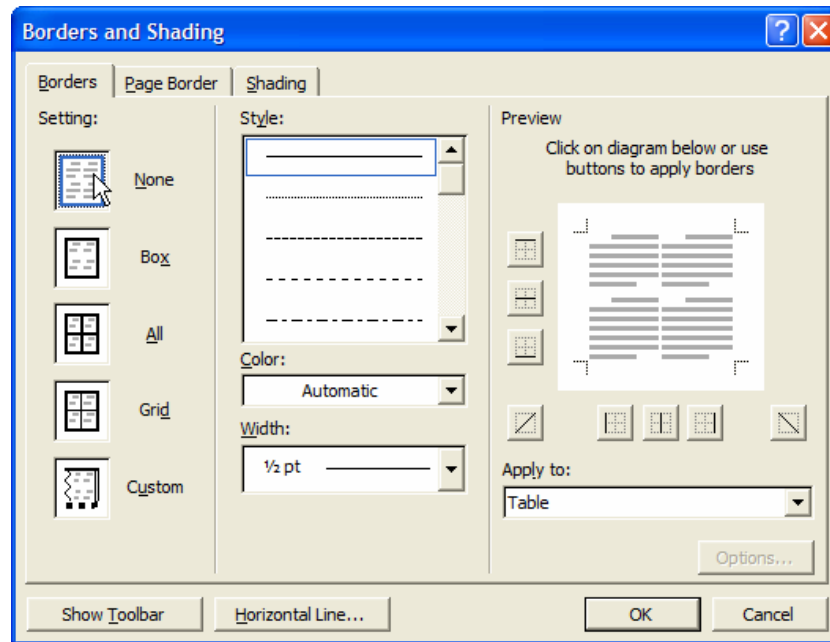 Borders and Shading
Borders
Page Border
Shading
Setting:
None
Box
All
Grid
Custom
Style:
Color:
Automatic
Width:
½ pt
Preview
Click on diagram below or use
buttons to apply borders
Apply to:
Table
Options...
Show Toolbar
Horizontal Line...
OK
Cancel